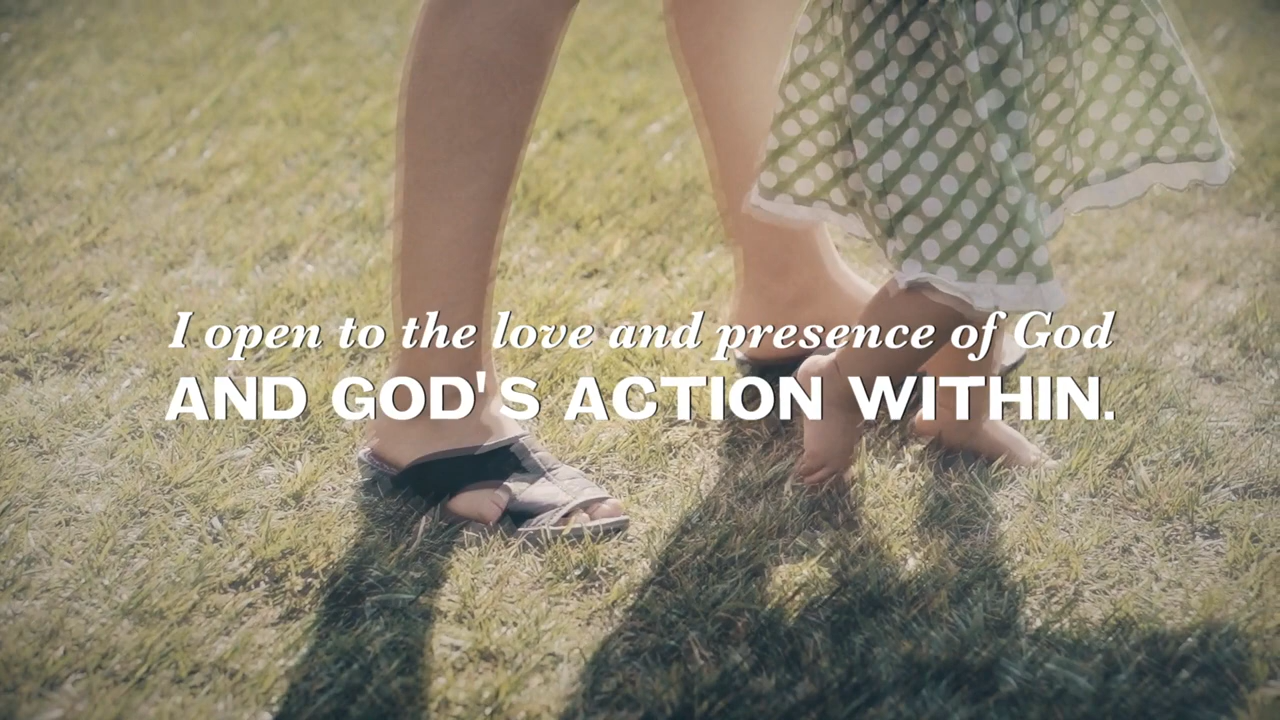 I open to the love and presence of God
AND GOD'S ACTION WITHIN.